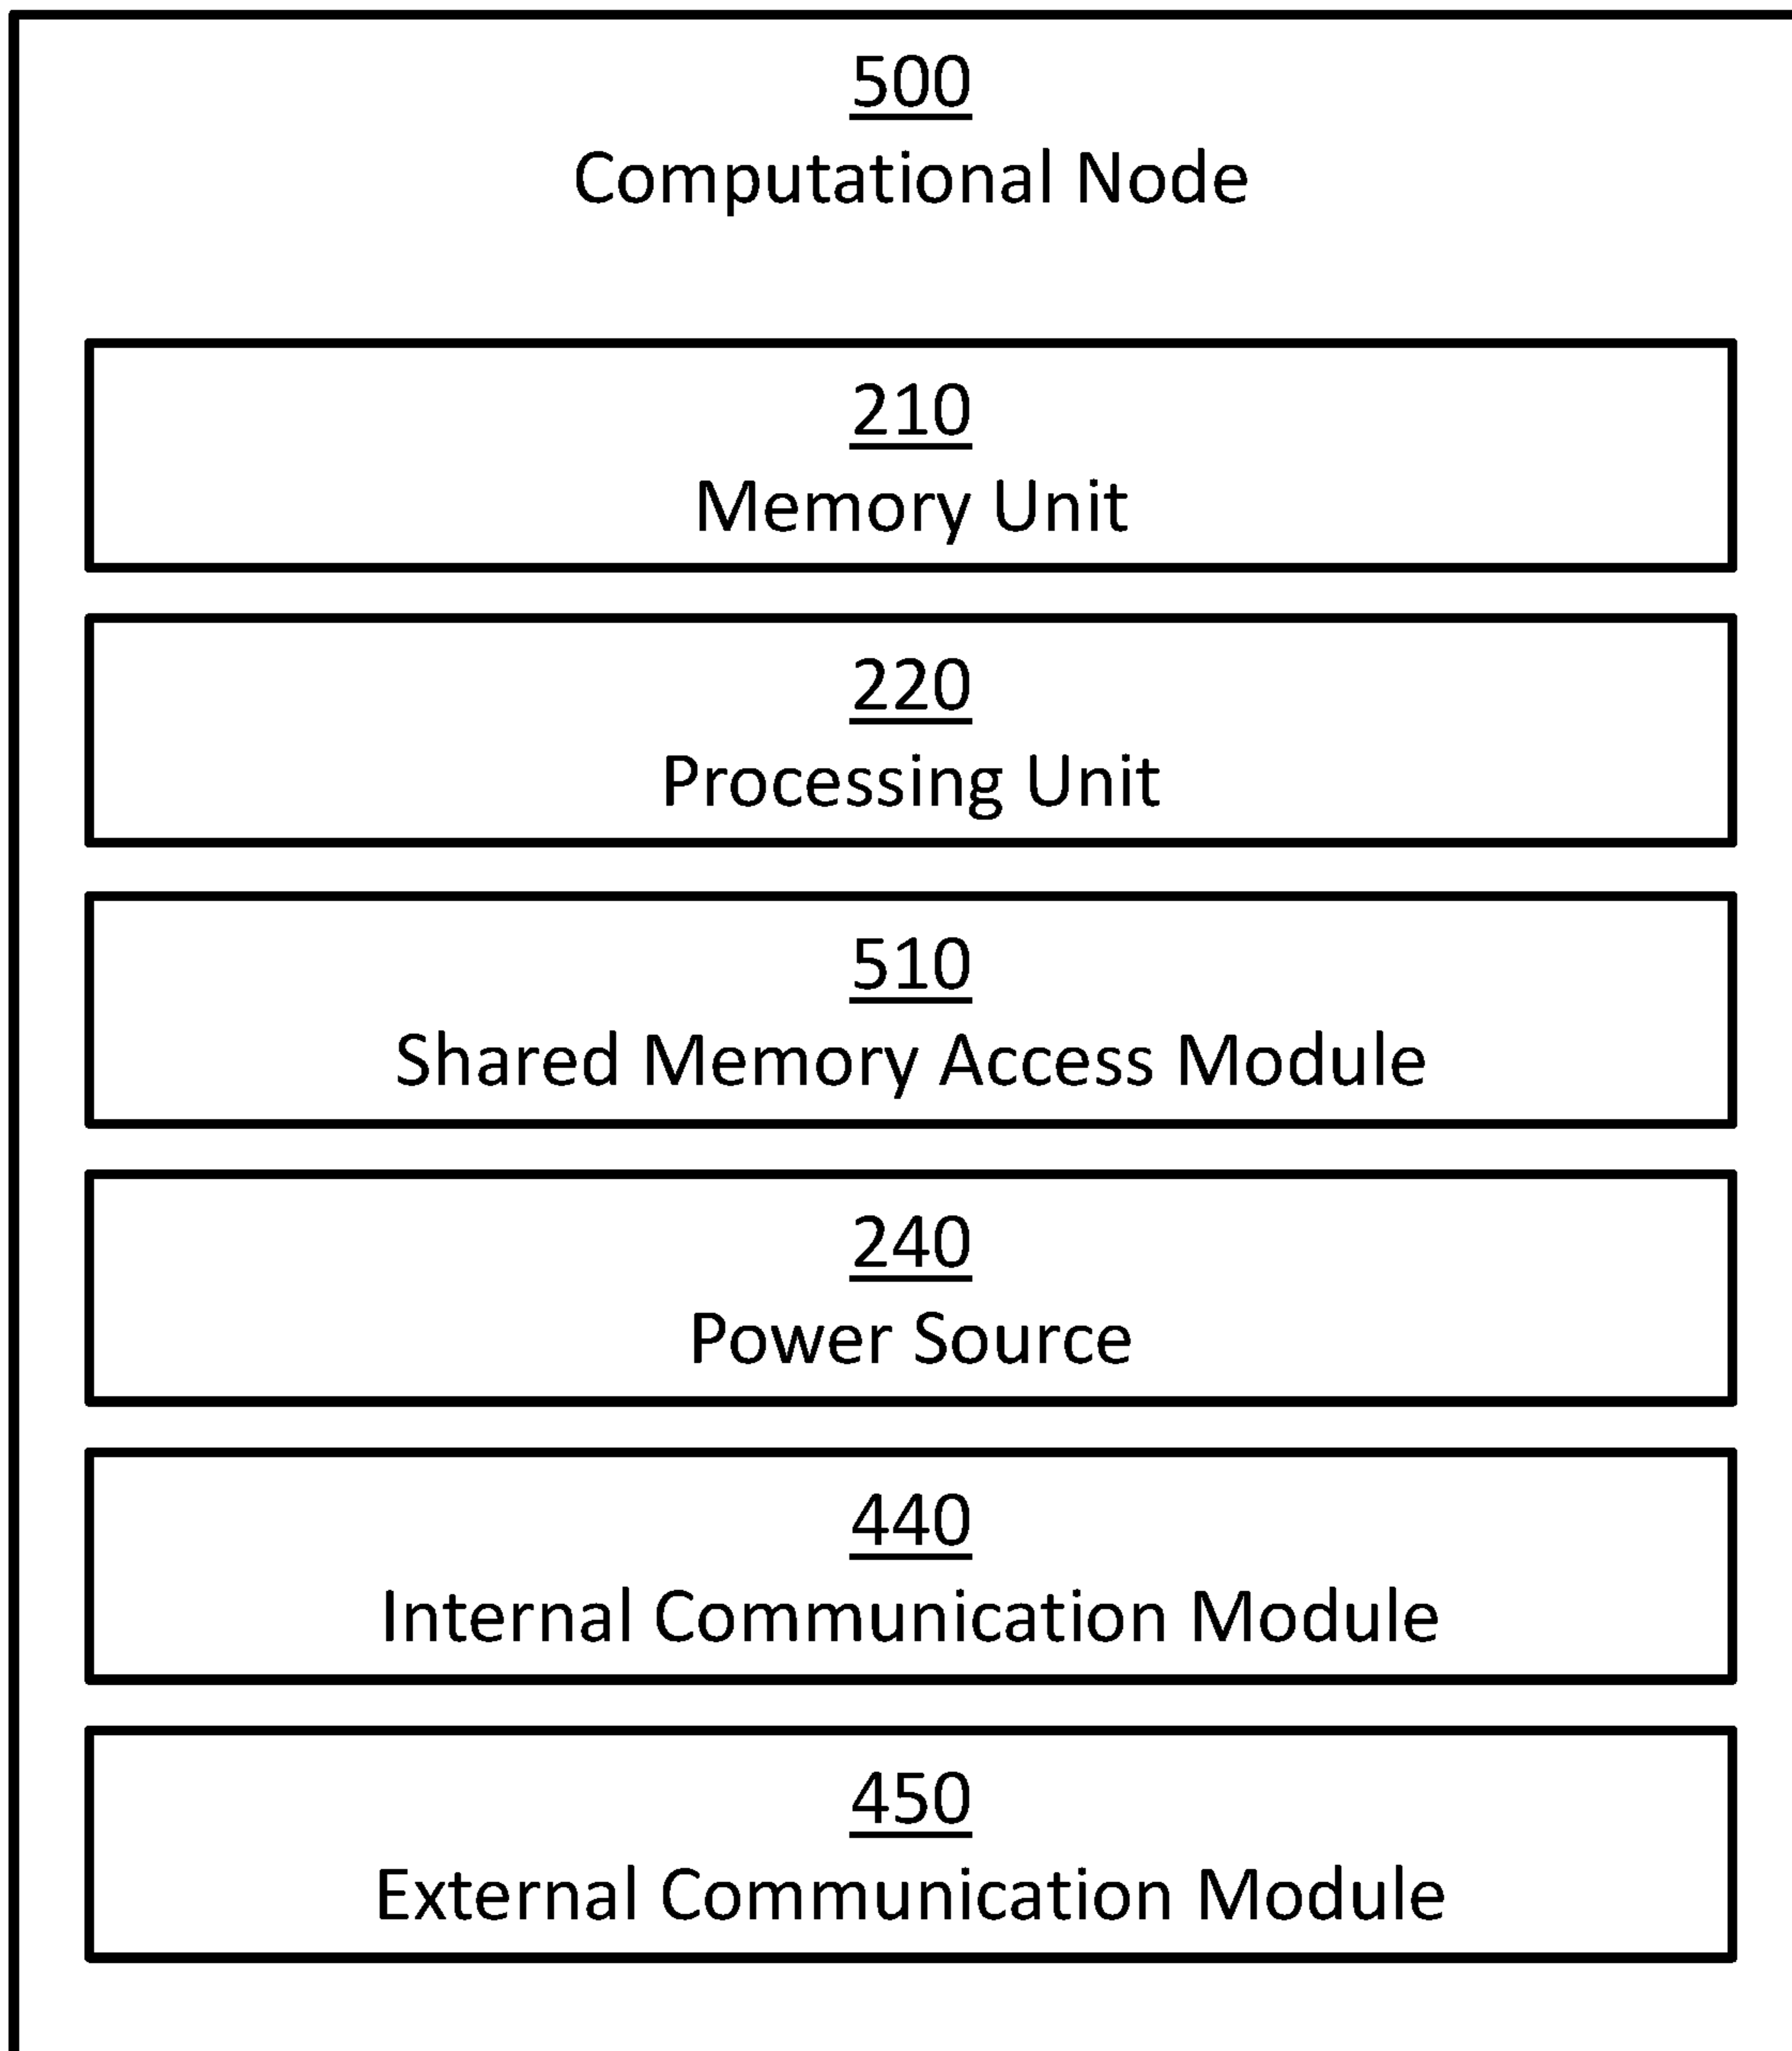 500
Computational Node
210
Memory Unit
220
Processing Unit
510
Shared Memory Access Module
240
Power Source
440
Internal Communication Module
450
External Communication Module